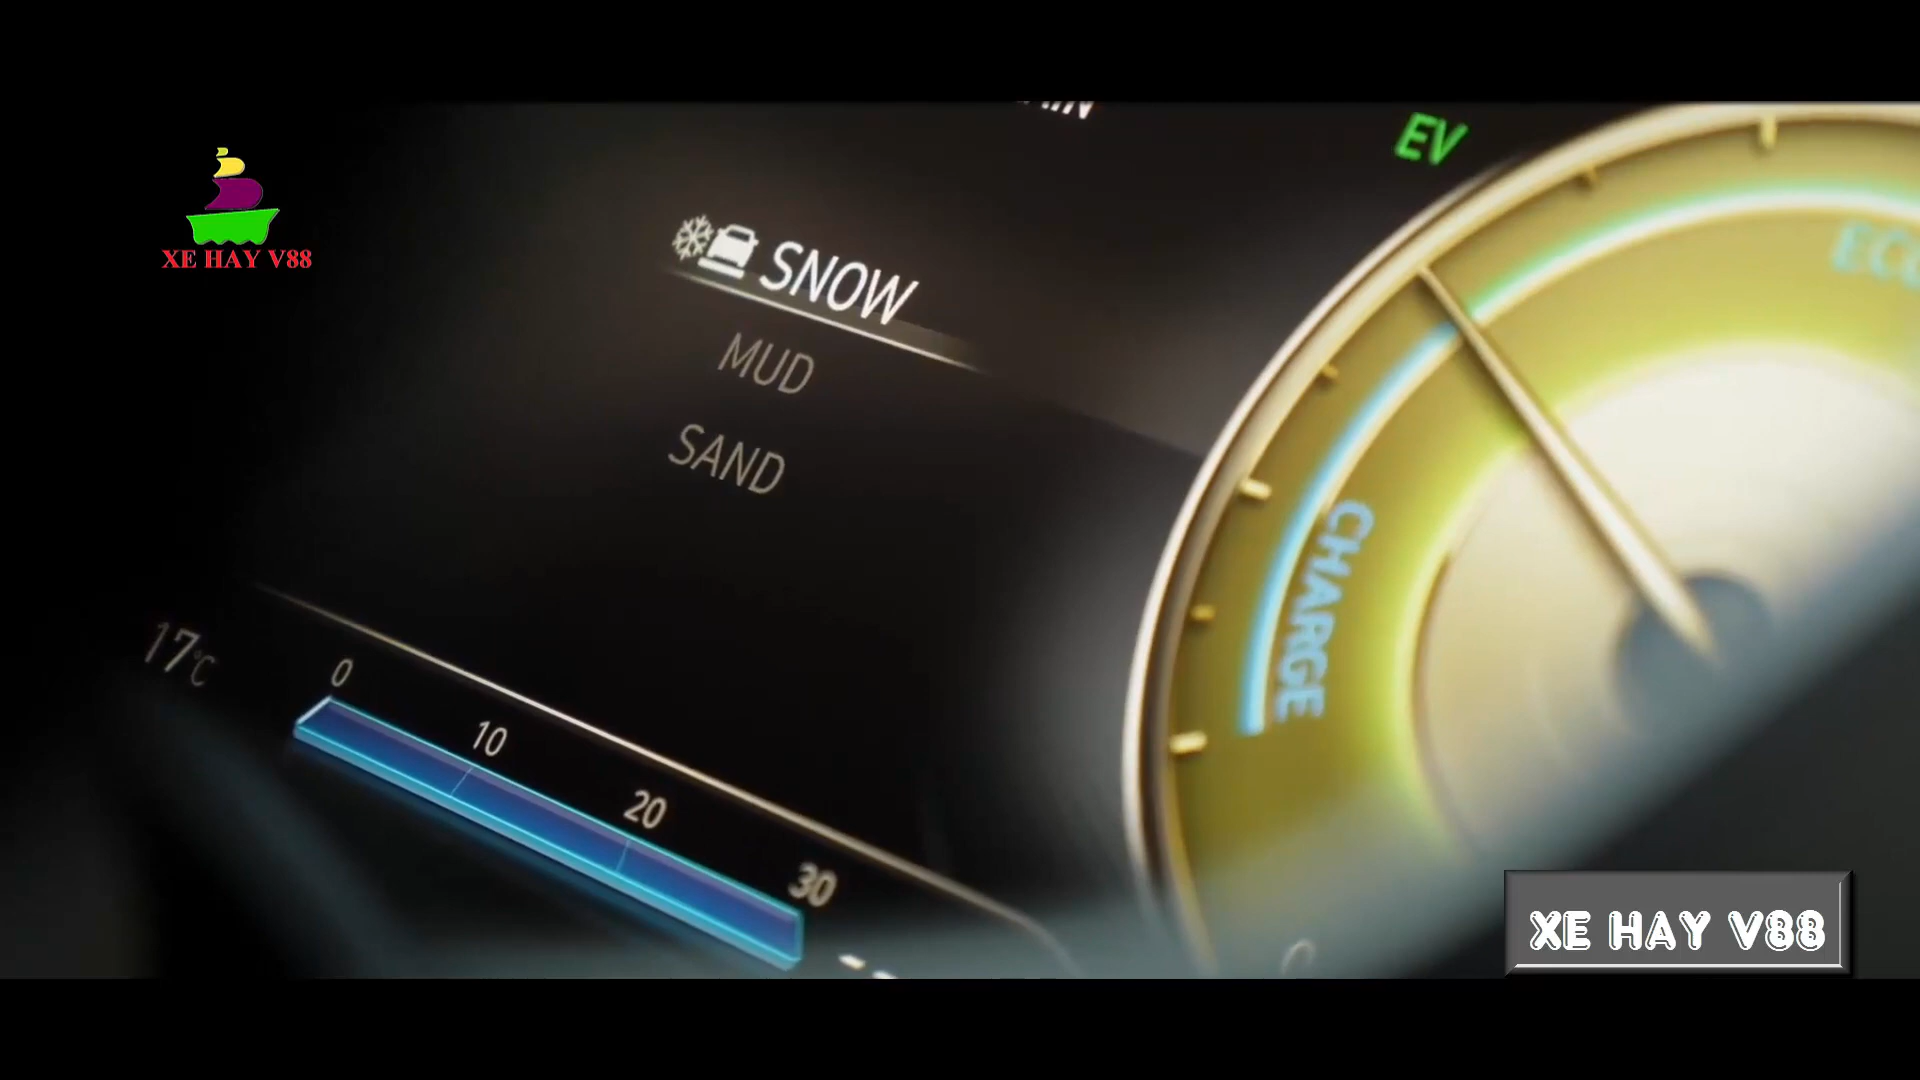 EV
XE HAY V88
SNOW
MUD
SAND
CHARGE
17°C
0
10
20
30
XE HAY V88